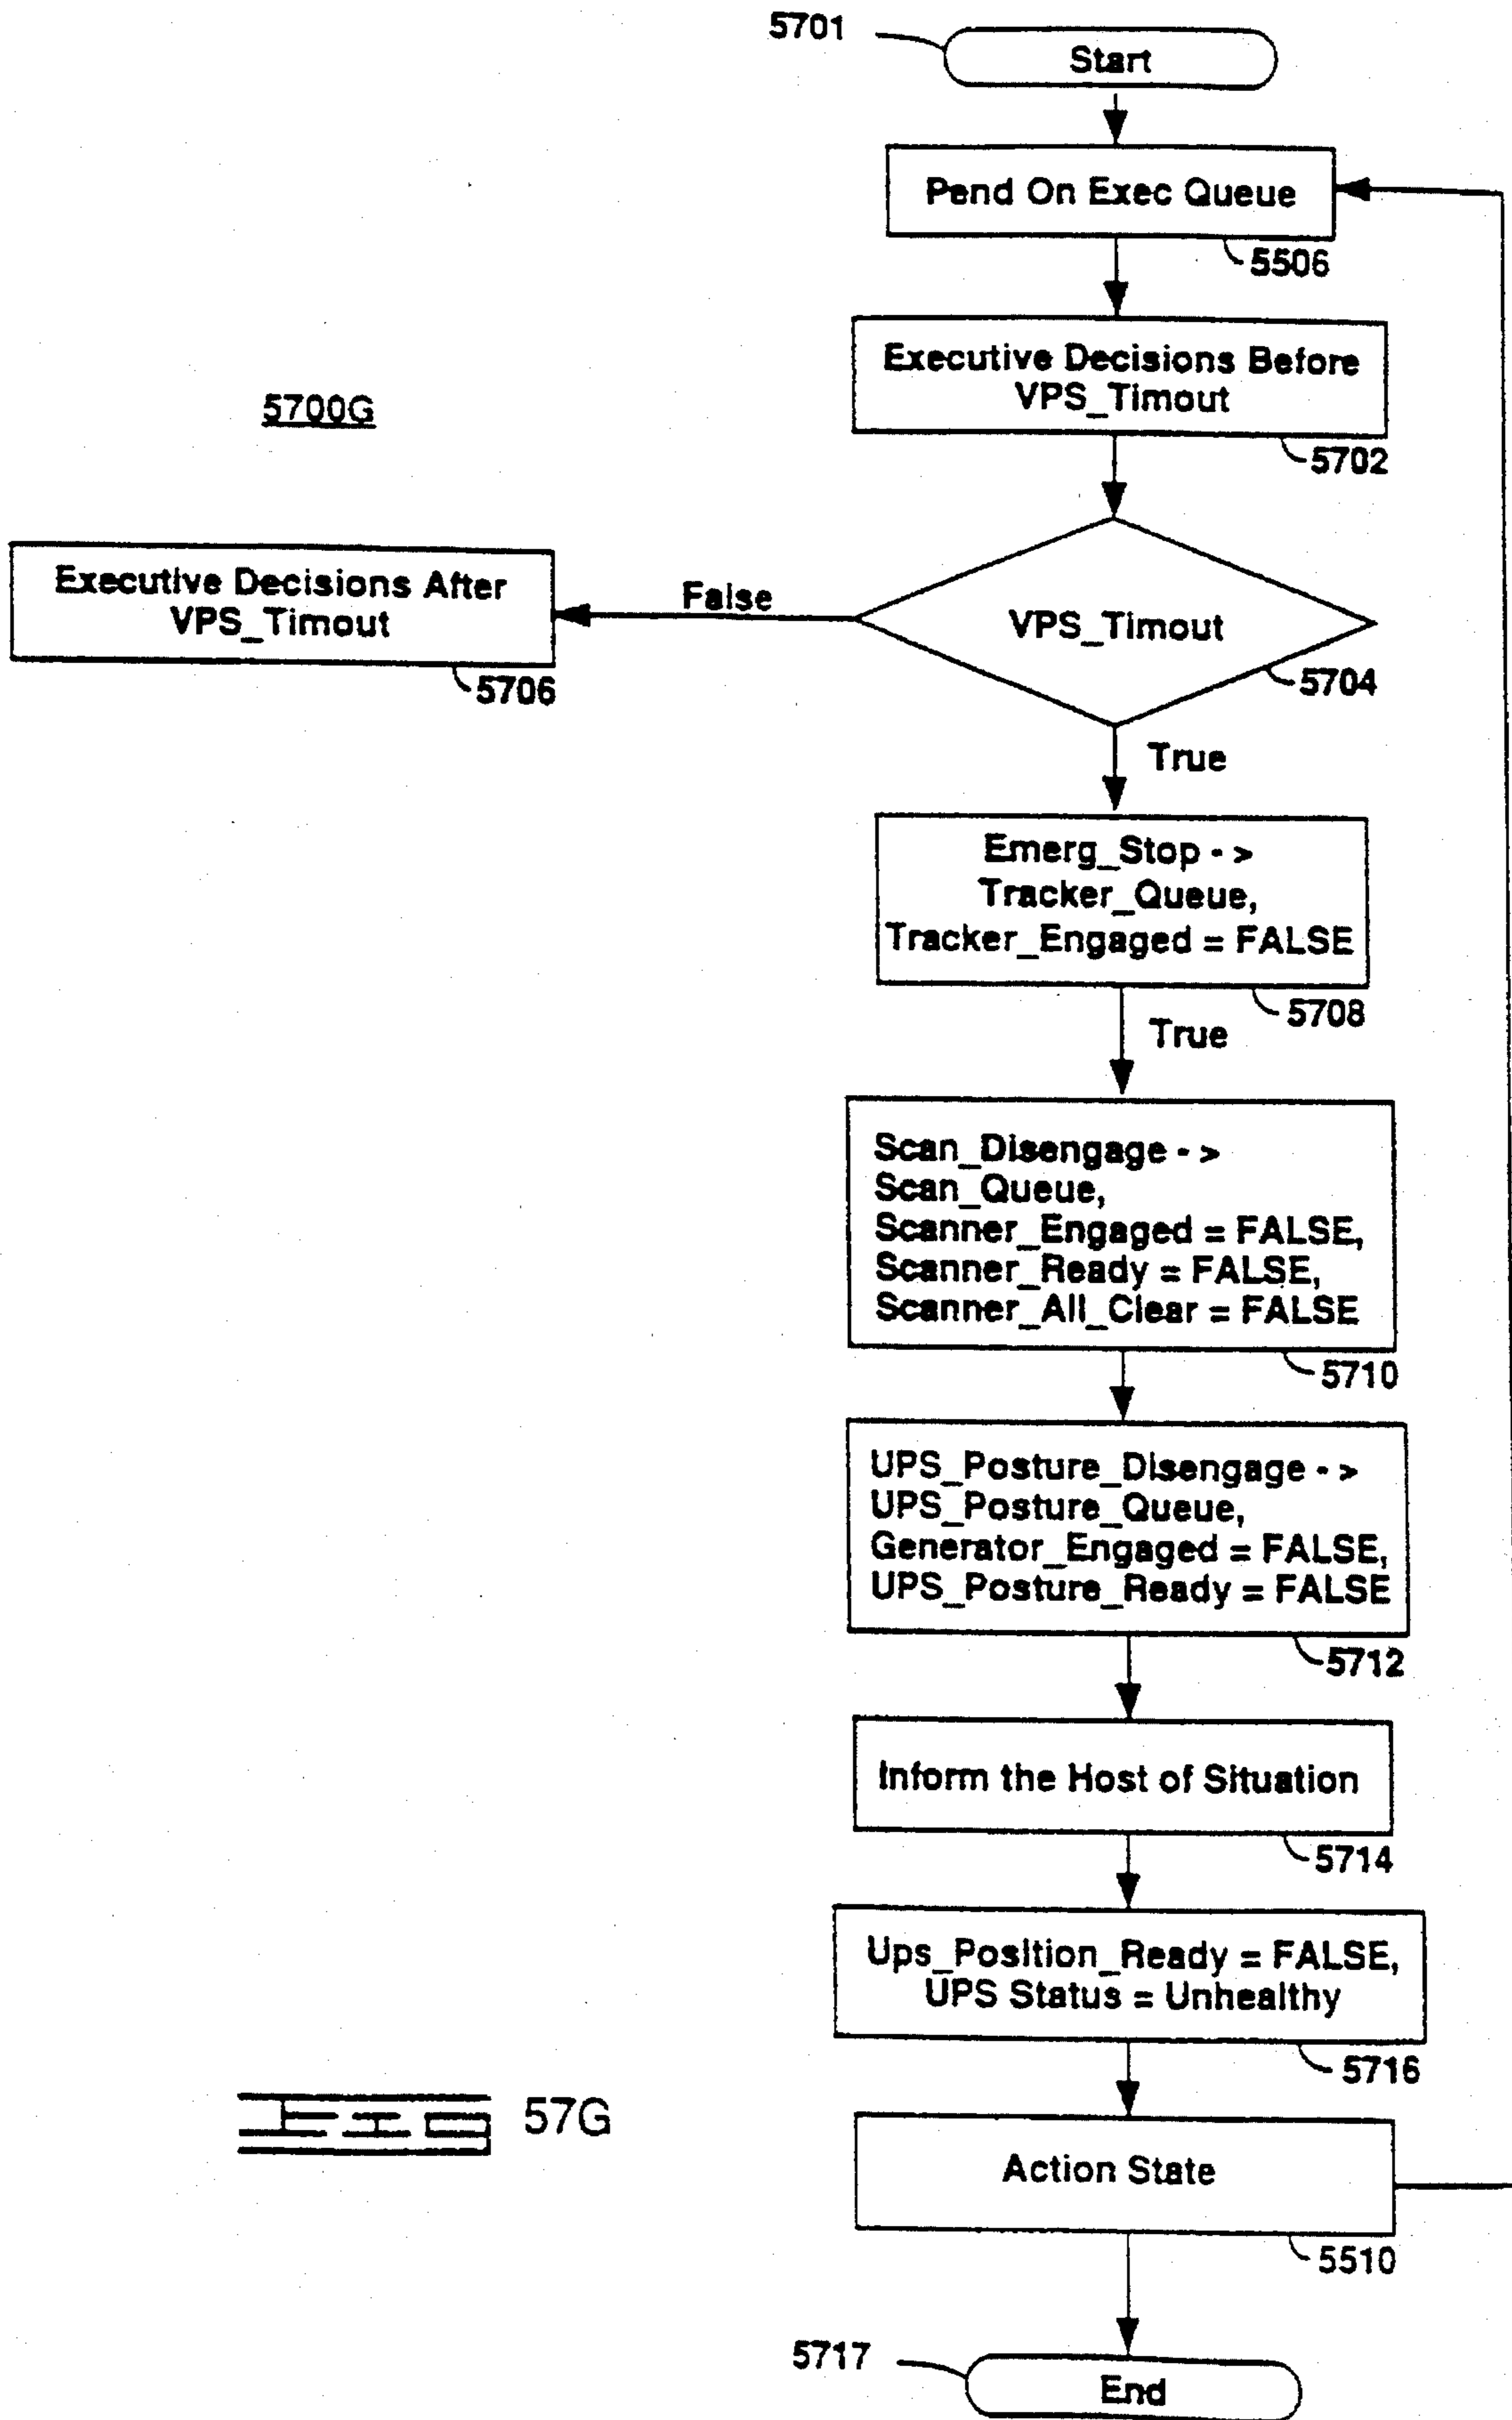 5701
Start
Pend On Exec Queue
5506
Executive Decisions Before
VPS_Timout
5702
5700G
Executive Decisions After
VPS_Timout
5706
False
VPS_Timout
5704
True
Emerg_Stop - >
Tracker_Queue,
Tracker_Engaged = FALSE
5708
True
Scan_Disengage - >
Scan_Queue,
Scanner_Engaged = FALSE,
Scanner_Ready = FALSE,
Scanner_All_Clear = FALSE
5710
UPS_Posture_Disengage - >
UPS_Posture_Queue,
Generator_Engaged = FALSE,
UPS_Posture_Ready = FALSE
5712
Inform the Host of Situation
5714
Ups_Position_Ready = FALSE,
UPS Status = Unhealthy
5716
FIG 57G
Action State
5510
5717
End